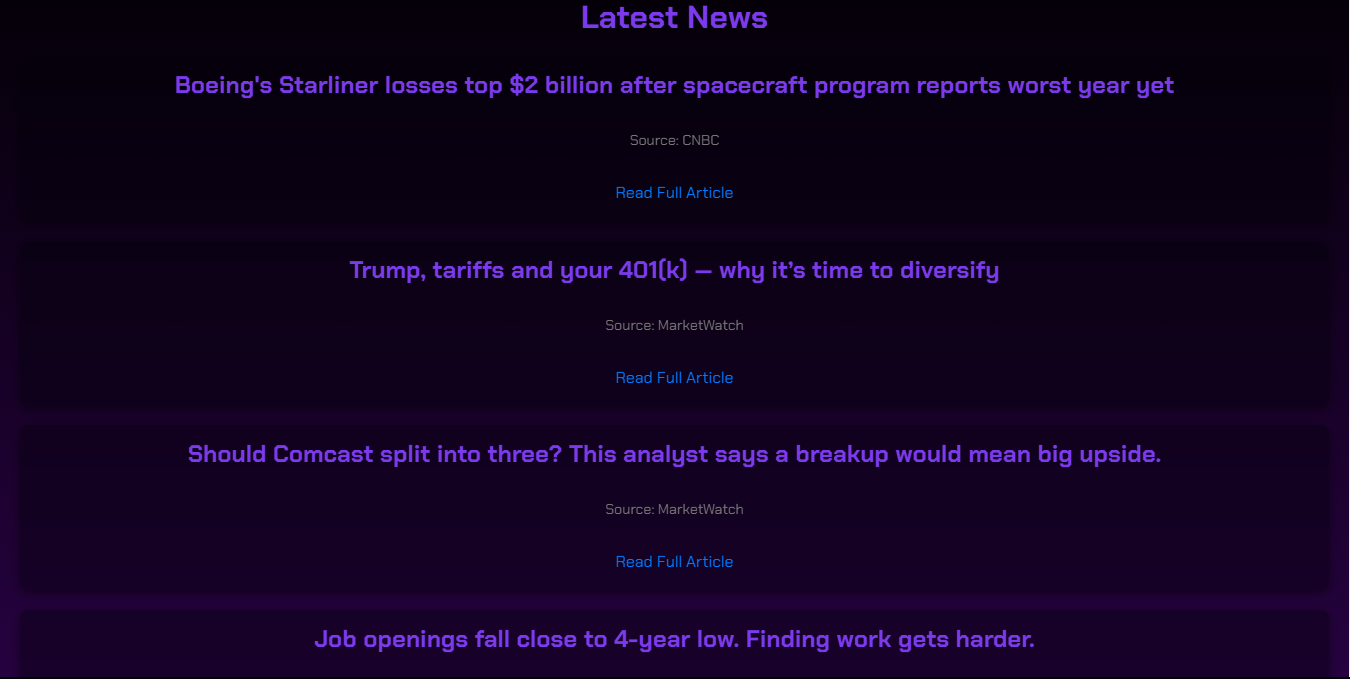 Latest News
Boeing's Starliner losses top $2 billion after spacecraft program reports worst year yet
Source: CNBC
Read Full Article
Trump, tariffs and your 401(k) — why it’s time to diversify
Source: MarketWatch
Read Full Article
Should Comcast split into three? This analyst says a breakup would mean big upside.
Source: MarketWatch
Read Full Article
Job openings fall close to 4-year low. Finding work gets harder.